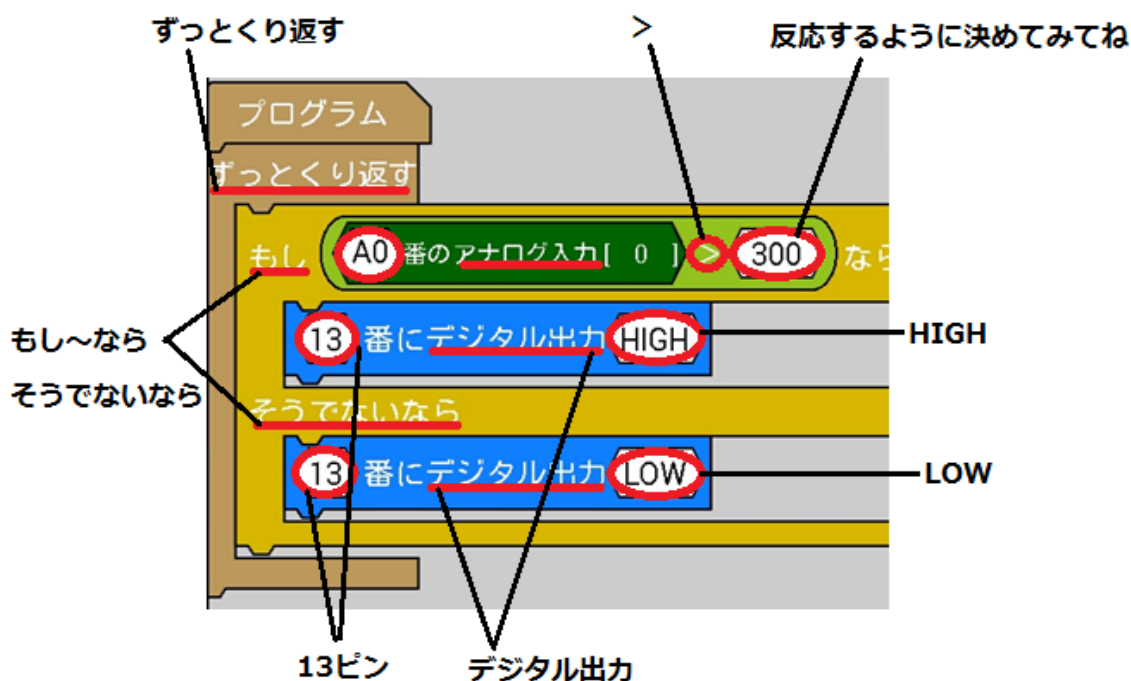 ずっとくり返す
>
反応するように決めてみてね
プログラム
ずっとくり返す
もし A0 番のアナログ入力[ 0 ] > 300 なら
13 番にデジタル出力 HIGH
HIGH
もし～なら
そうでないなら
そうでないなら
13 番にデジタル出力 LOW
LOW
13ピン
デジタル出力